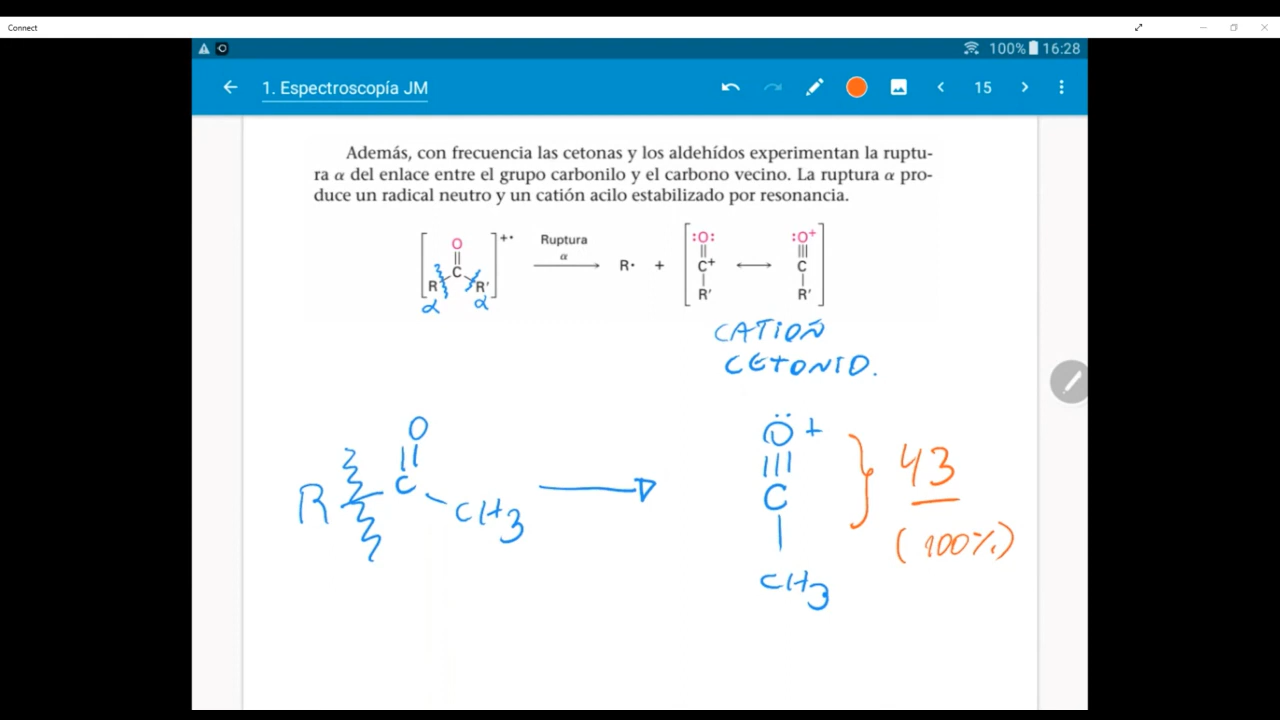 Connect
100% 16:28
1. Espectroscopía JM
15
Además, con frecuencia las cetonas y los aldehídos experimentan la ruptu-
ra α del enlace entre el grupo carbonilo y el carbono vecino. La ruptura α pro-
duce un radical neutro y un catión acilo estabilizado por resonancia.
O +• :O: :O+
Ruptura
α
C R• + C+ C
R R' R' R'
α α
CATIÓN
CETONIO.
O Ö +
R C CH3 C 43
(100%)
CH3